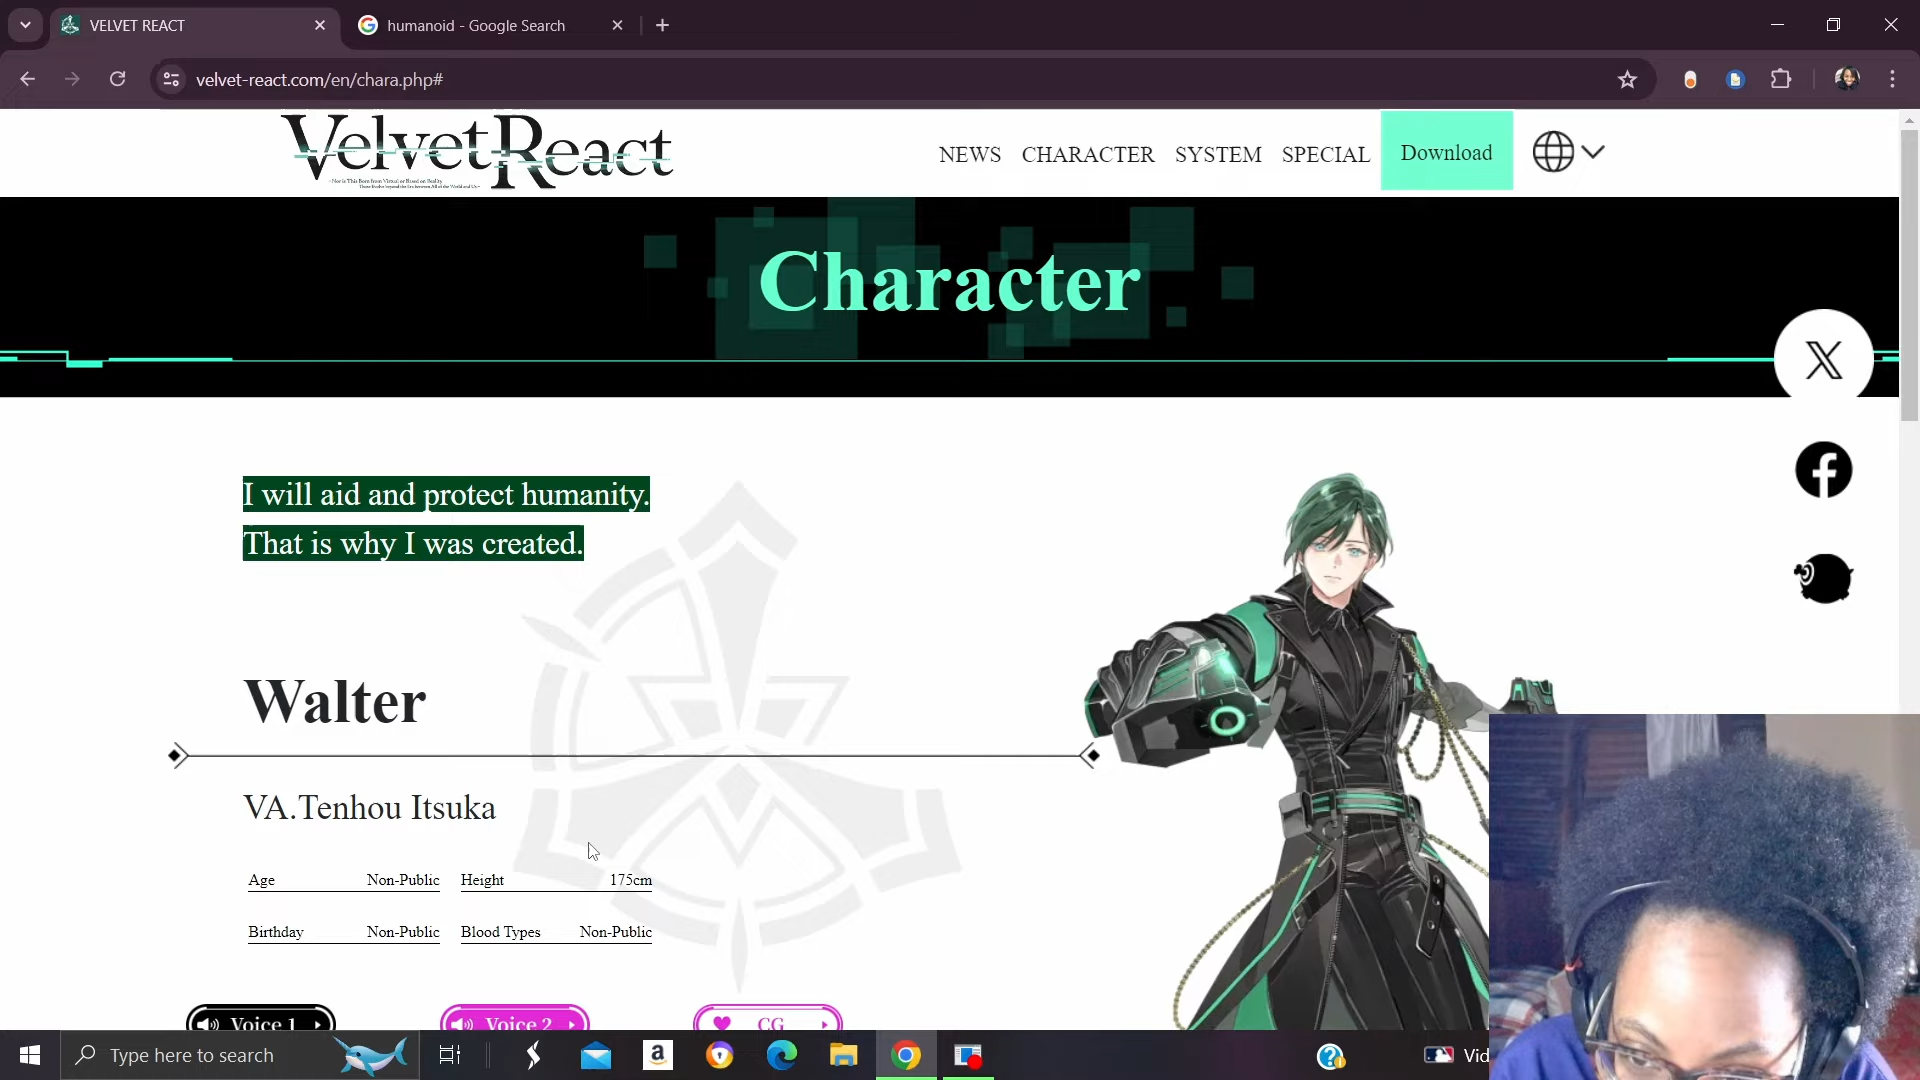 VELVET REACT
humanoid - Google Search
velvet-react.com/en/chara.php#
VelvetReact
NEWS CHARACTER SYSTEM SPECIAL Download
Character
I will aid and protect humanity.
That is why I was created.
Walter
VA.Tenhou Itsuka
Age Non-Public Height 175cm
Birthday Non-Public Blood Types Non-Public
Voice 1 Voice 2 CG
Type here to search
Vid